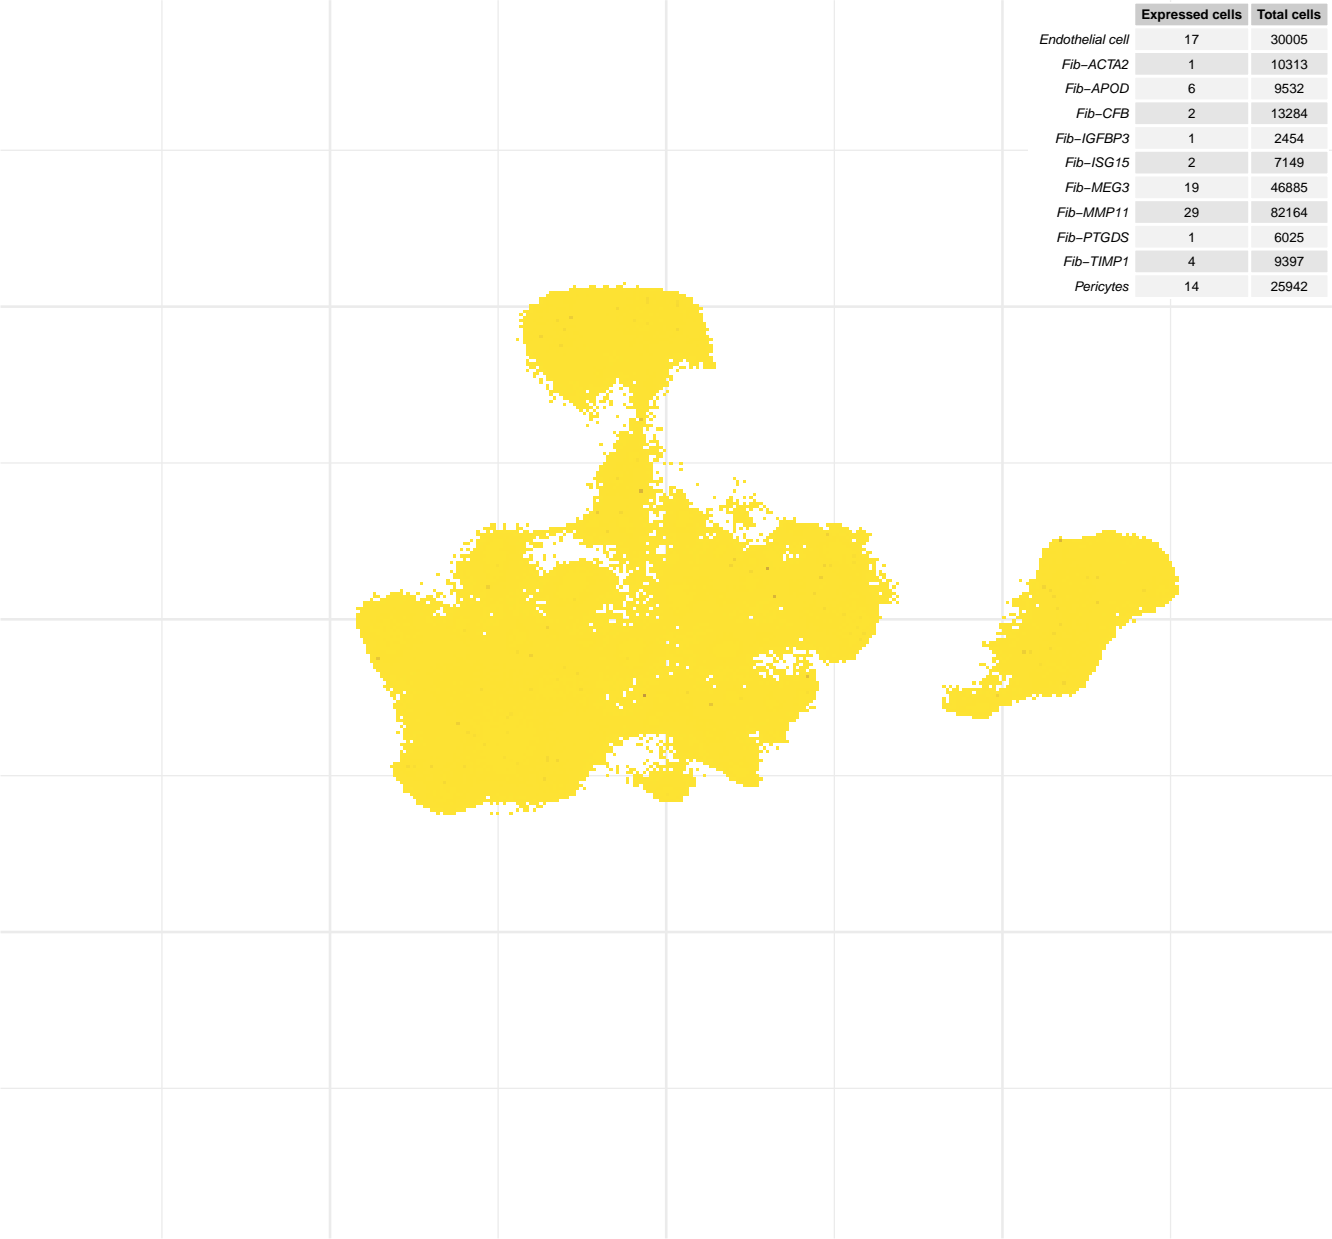 Expressed cells Total cells
Endothelial cell 17 30005
Fib−ACTA2 1 10313
Fib−APOD 6 9532
Fib−CFB 2 13284
Fib−IGFBP3 1 2454
Fib−ISG15 2 7149
Fib−MEG3 19 46885
Fib−MMP11 29 82164
Fib−PTGDS 1 6025
Fib−TIMP1 4 9397
Pericytes 14 25942